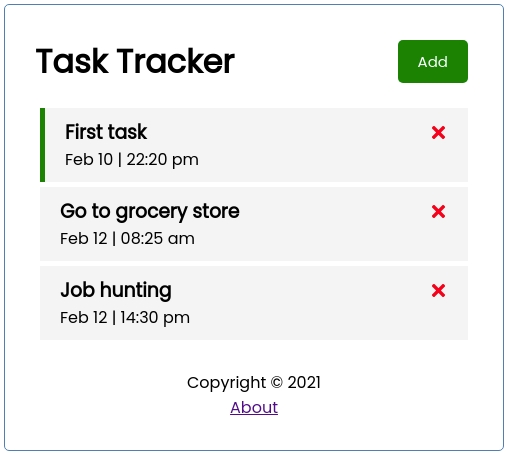 Task Tracker
Add
First task
Feb 10 | 22:20 pm
Go to grocery store
Feb 12 | 08:25 am
Job hunting
Feb 12 | 14:30 pm
Copyright © 2021
About